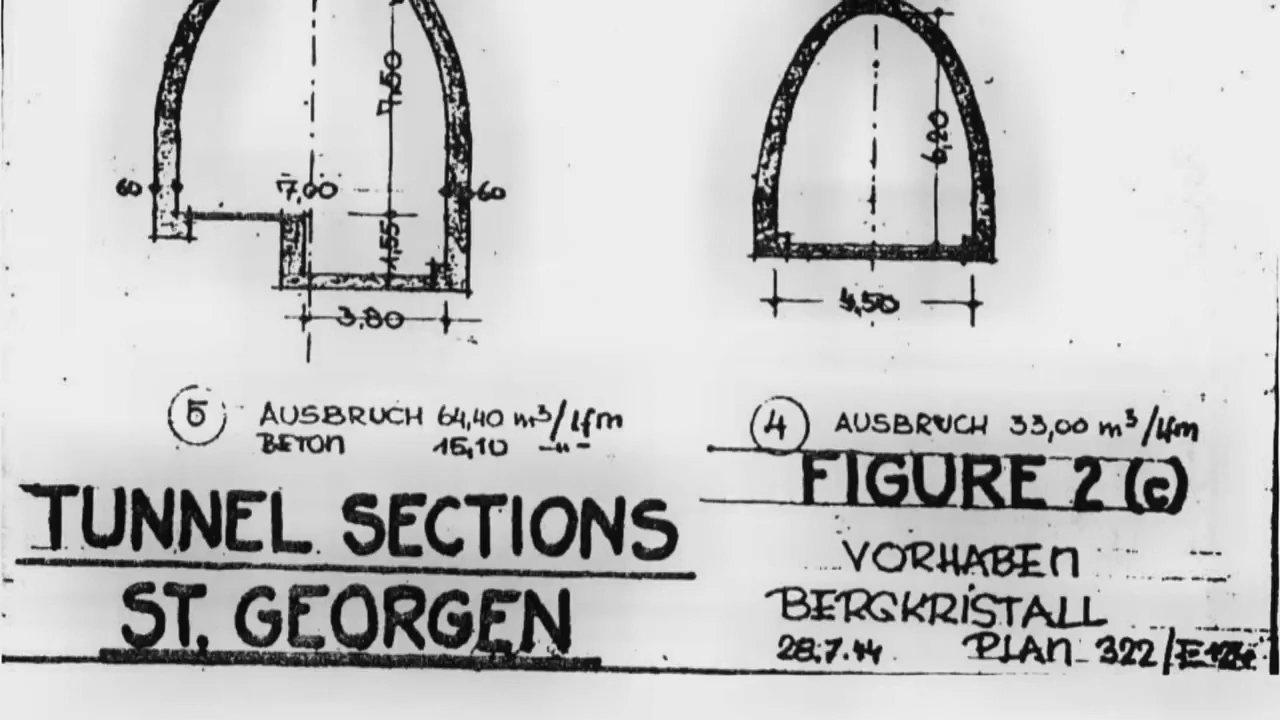 7,50
6,20
60
7,00
60
1,55
3,80
4,50
5 AUSBRUCH 64,40 m³/lfm
BETON 15,10 -"-
4 AUSBRUCH 33,00 m³/lfm
FIGURE 2 (c)
TUNNEL SECTIONS
ST. GEORGEN
VORHABEN
BERGKRISTALL
28.7.44 PLAN 322/